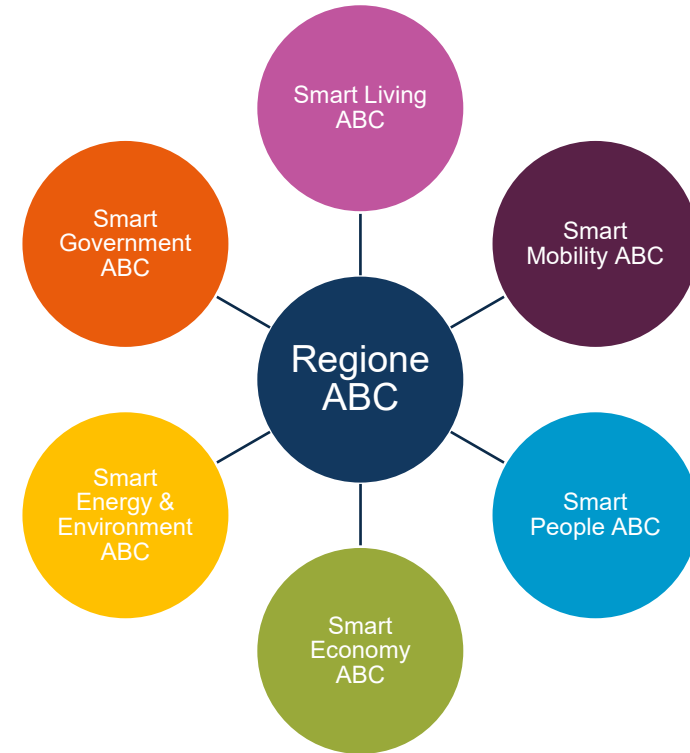 Smart Living
ABC
Smart
Government
ABC
Smart
Mobility ABC
Regione
ABC
Smart
Energy &
Environment
ABC
Smart
People ABC
Smart
Economy
ABC